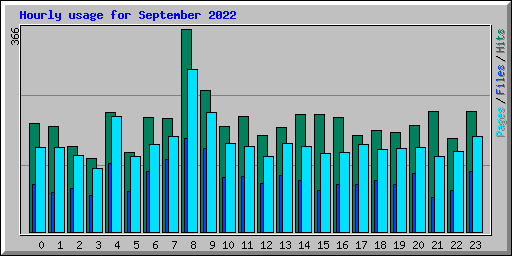 Hourly usage for September 2022
366
Pages/Files/Hits
0 1 2 3 4 5 6 7 8 9 10 11 12 13 14 15 16 17 18 19 20 21 22 23